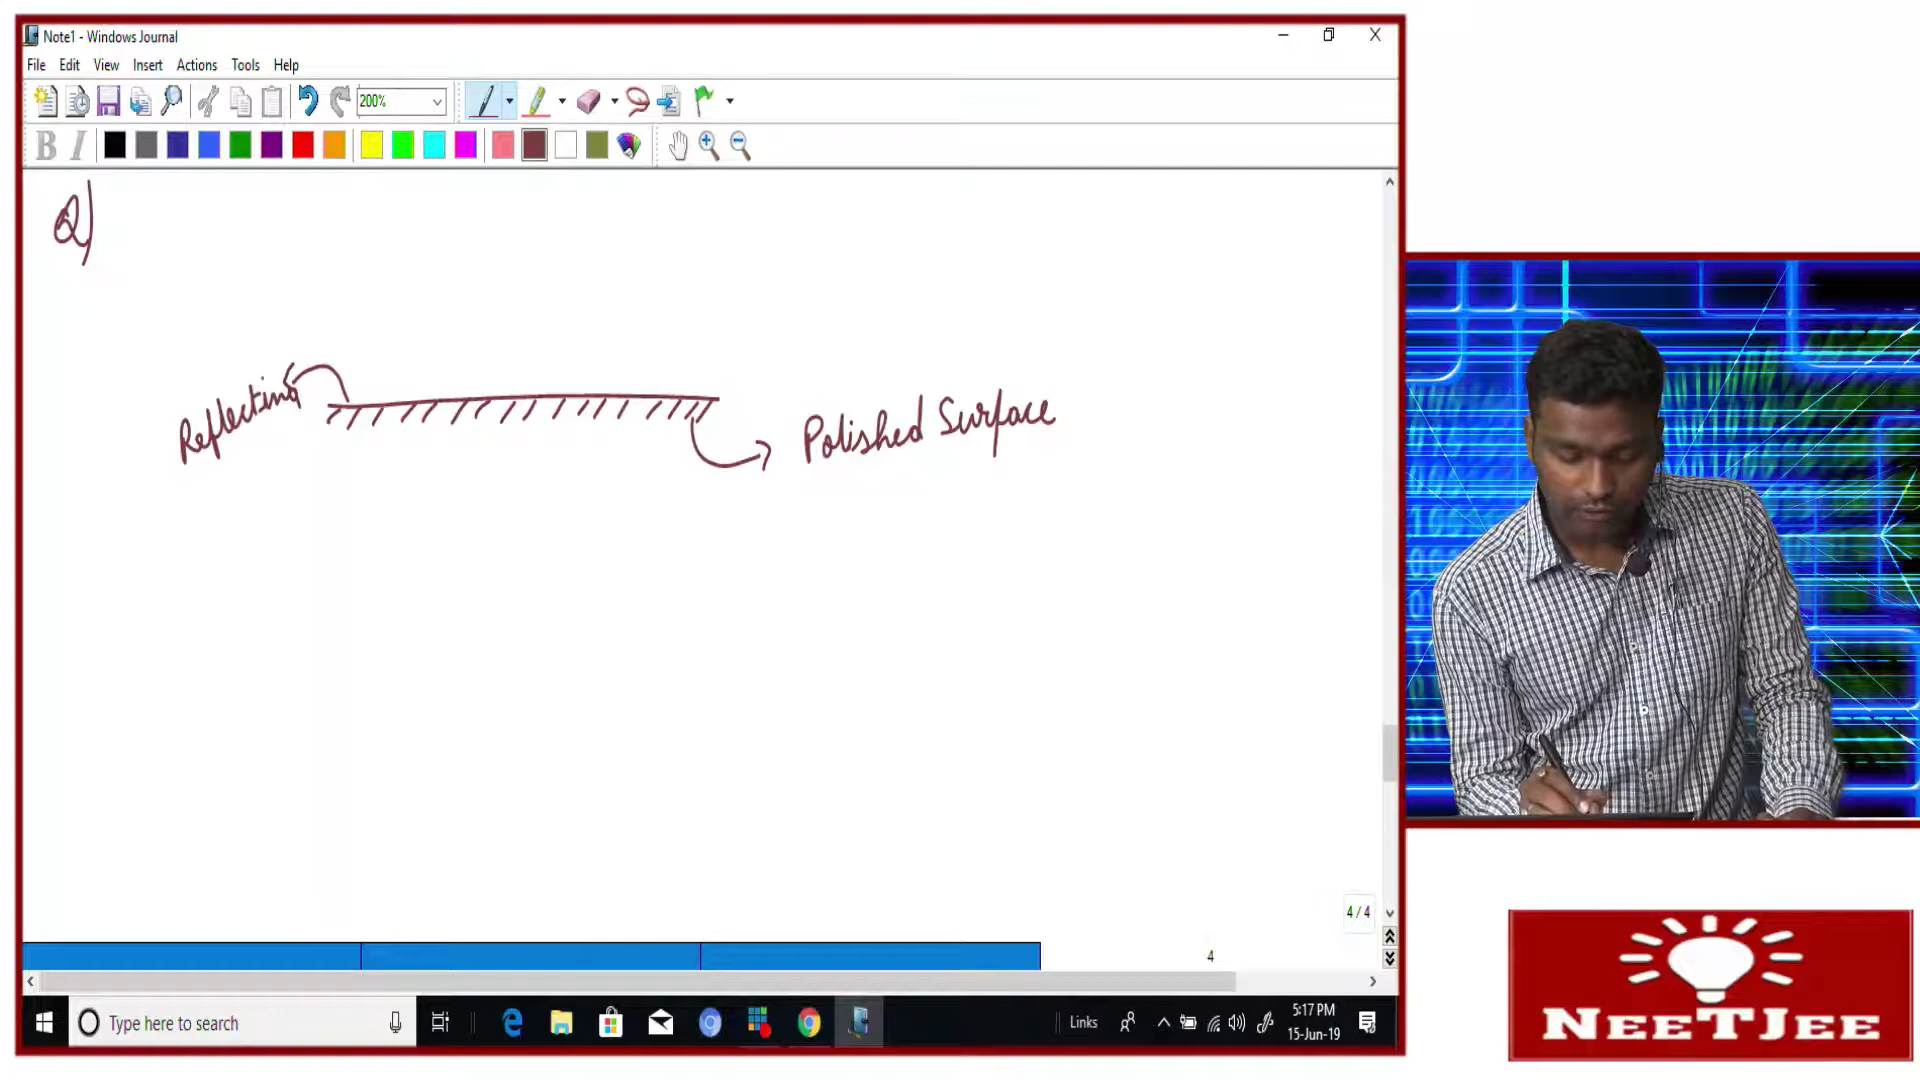 Note1 - Windows Journal
File Edit View Insert Actions Tools Help
200%
B I
Q)
Reflecting
Polished Surface
4 / 4
4
Type here to search
Links
5:17 PM
15-Jun-19
NEETJEE